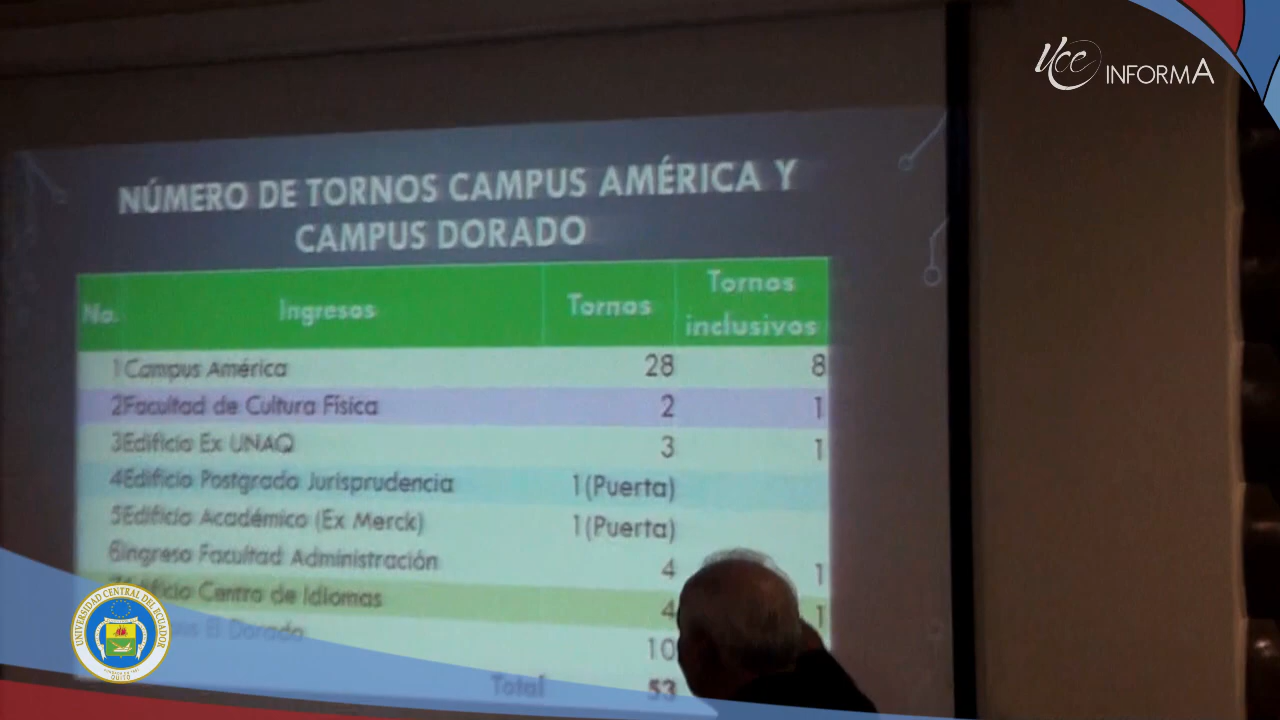 UCE INFORMA
NÚMERO DE TORNOS CAMPUS AMÉRICA Y
CAMPUS DORADO
No. Ingresos Tornos Tornos inclusivos
1 Campus América 28 8
2 Facultad de Cultura Física 2 1
3 Edificio Ex UNAQ 3 1
4 Edificio Postgrado Jurisprudencia 1 (Puerta)
5 Edificio Académico (Ex Merck) 1 (Puerta)
6 Ingreso Facultad Administración 4 1
Centro de Idiomas 4 1
El Dorado 10
Total 53
UNIVERSIDAD CENTRAL DEL ECUADOR
QUITO